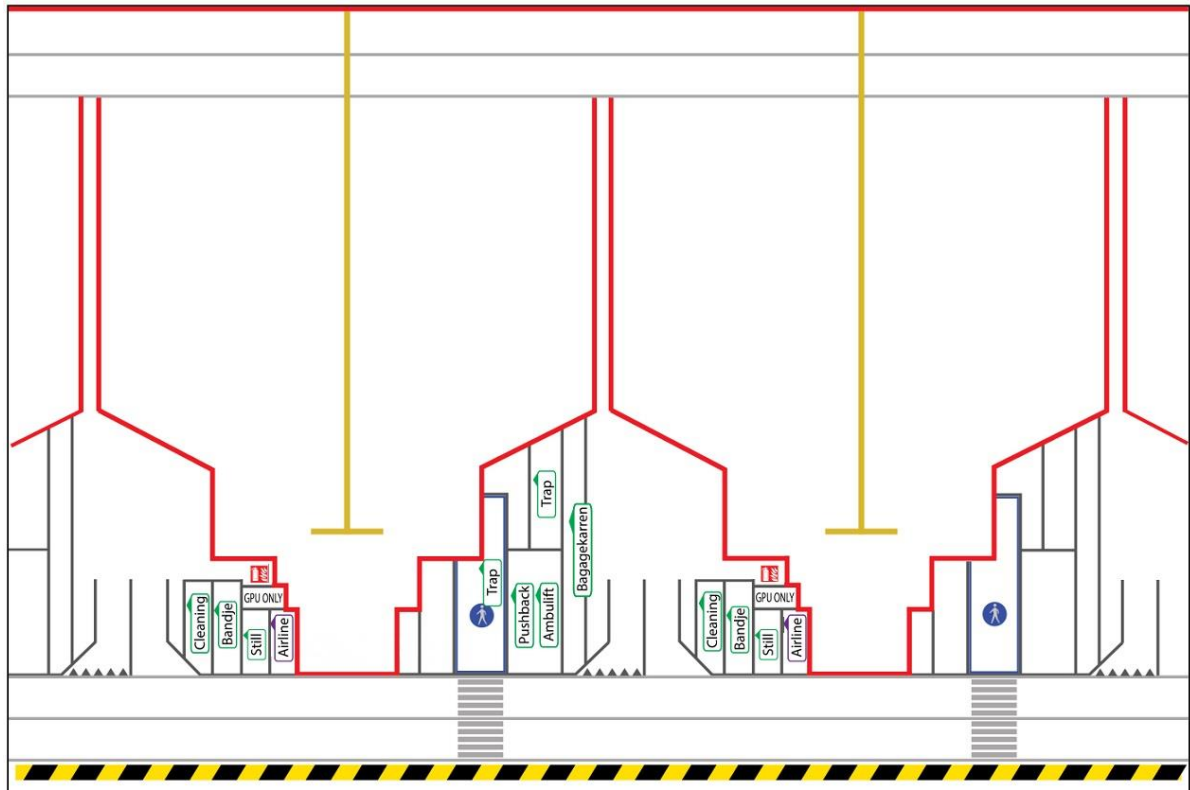 Trap
Bagagekarren
Trap
Pushback
Ambulift
Cleaning
Bandje
Still
GPU ONLY
Airline
Cleaning
Bandje
Still
GPU ONLY
Airline